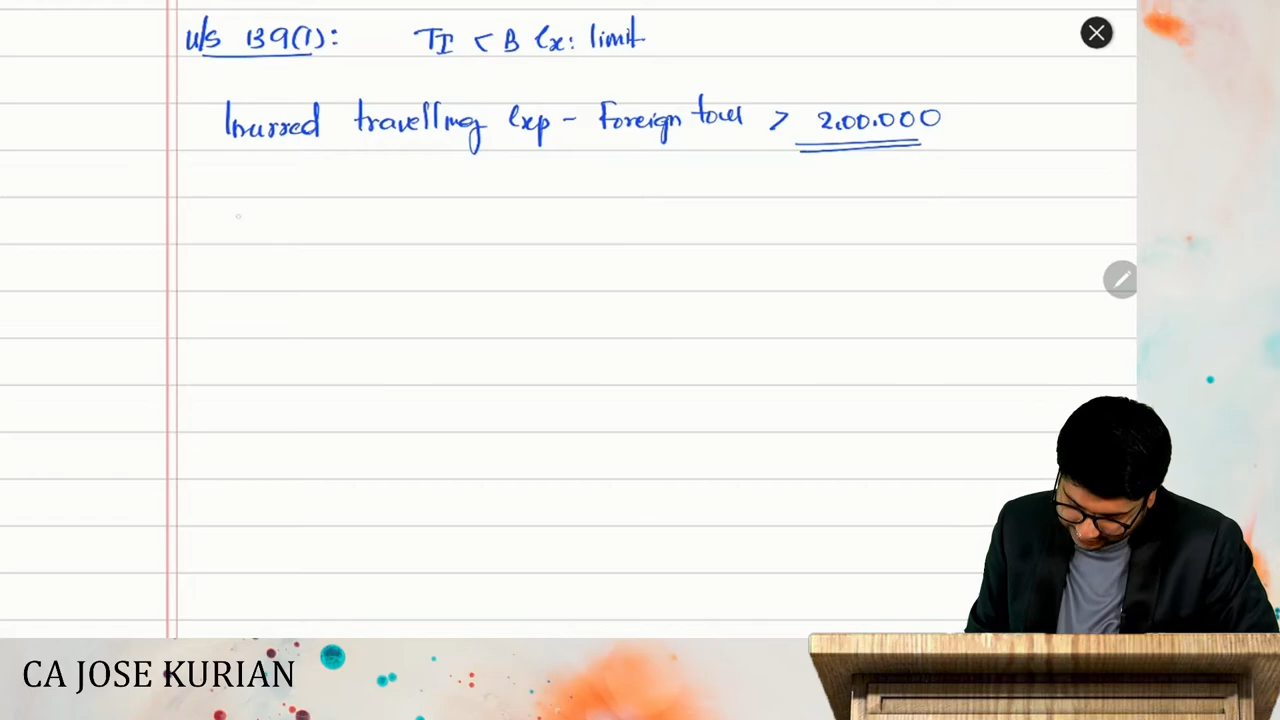 u/s 139(1): TI < B Ex: limit
Incurred travelling Exp - Foreign tour > 2,00,000
CA JOSE KURIAN